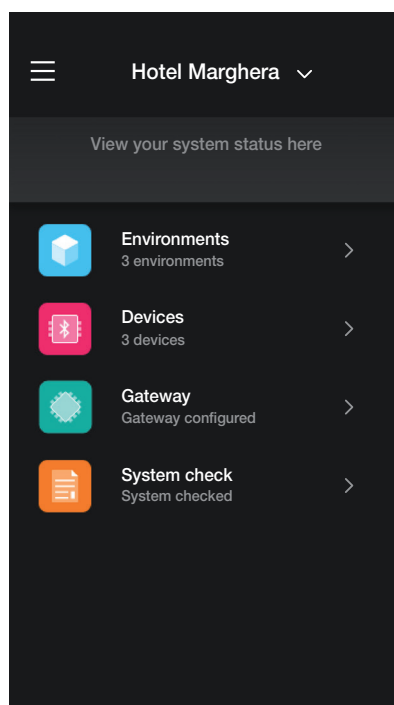 Hotel Marghera
View your system status here
Environments
3 environments
Devices
3 devices
Gateway
Gateway configured
System check
System checked